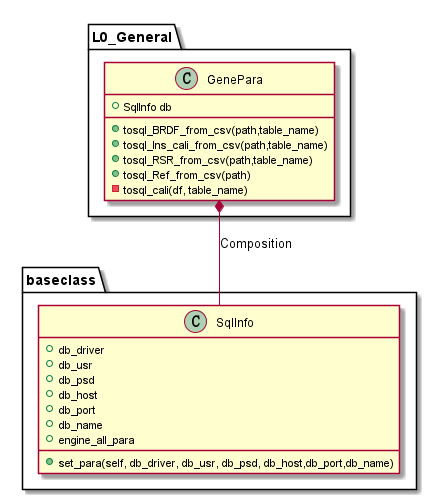 L0_General
C GenePara
SqlInfo db
tosql_BRDF_from_csv(path,table_name)
tosql_Ins_cali_from_csv(path,table_name)
tosql_RSR_from_csv(path,table_name)
tosql_Ref_from_csv(path)
tosql_cali(df, table_name)
Composition
baseclass
C SqlInfo
db_driver
db_usr
db_psd
db_host
db_port
db_name
engine_all_para
set_para(self, db_driver, db_usr, db_psd, db_host,db_port,db_name)